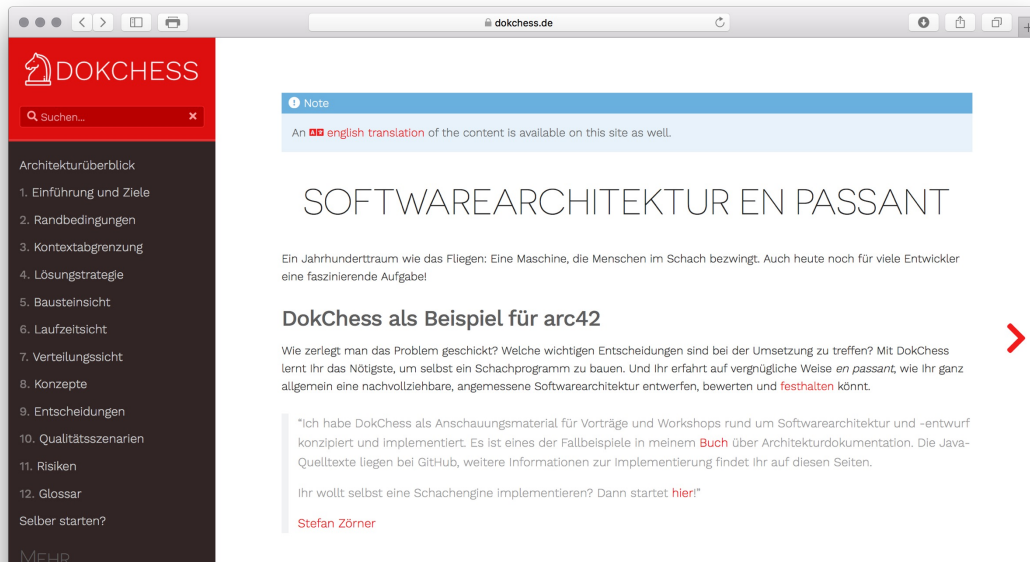 dokchess.de
DOKCHESS
Suchen...
Architekturüberblick
1. Einführung und Ziele
2. Randbedingungen
3. Kontextabgrenzung
4. Lösungstrategie
5. Bausteinsicht
6. Laufzeitsicht
7. Verteilungssicht
8. Konzepte
9. Entscheidungen
10. Qualitätsszenarien
11. Risiken
12. Glossar
Selber starten?
MEHR
Note
An english translation of the content is available on this site as well.
SOFTWAREARCHITEKTUR EN PASSANT
Ein Jahrhunderttraum wie das Fliegen: Eine Maschine, die Menschen im Schach bezwingt. Auch heute noch für viele Entwickler
eine faszinierende Aufgabe!
DokChess als Beispiel für arc42
Wie zerlegt man das Problem geschickt? Welche wichtigen Entscheidungen sind bei der Umsetzung zu treffen? Mit DokChess
lernt Ihr das Nötigste, um selbst ein Schachprogramm zu bauen. Und Ihr erfahrt auf vergnügliche Weise en passant, wie Ihr ganz
allgemein eine nachvollziehbare, angemessene Softwarearchitektur entwerfen, bewerten und festhalten könnt.
"Ich habe DokChess als Anschauungsmaterial für Vorträge und Workshops rund um Softwarearchitektur und -entwurf
konzipiert und implementiert. Es ist eines der Fallbeispiele in meinem Buch über Architekturdokumentation. Die Java-
Quelltexte liegen bei GitHub, weitere Informationen zur Implementierung findet Ihr auf diesen Seiten.
Ihr wollt selbst eine Schachengine implementieren? Dann startet hier!"
Stefan Zörner